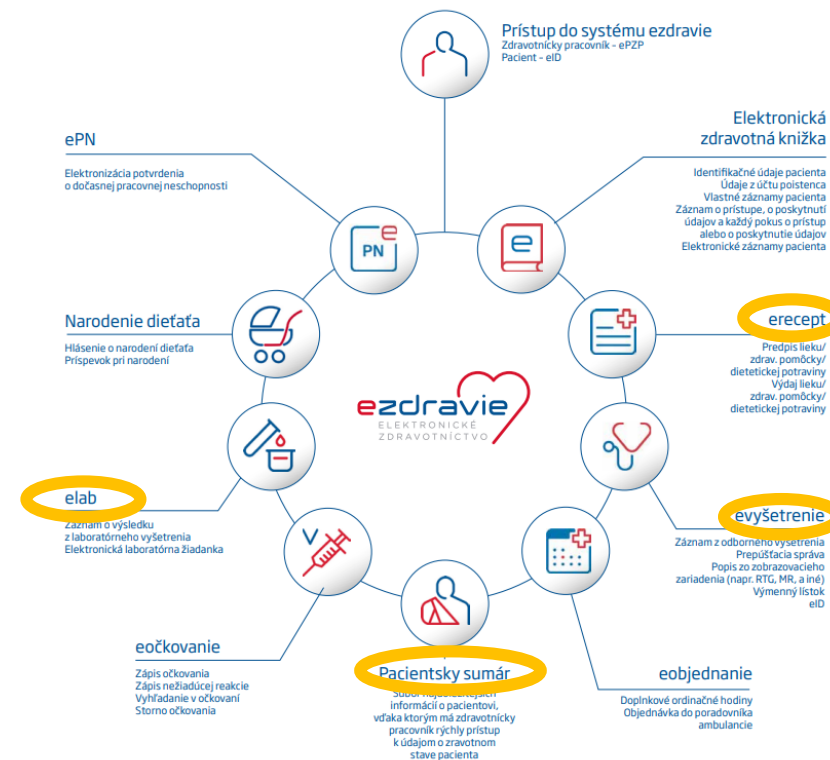 Prístup do systému ezdravie
Zdravotnícky pracovník – ePZP
Pacient – eID
ePN
Elektronizácia potvrdenia
o dočasnej pracovnej neschopnosti
Elektronická
zdravotná knižka
Identifikačné údaje pacienta
Údaje z účtu poistenca
Vlastné záznamy pacienta
Záznam o prístupe, o poskytnutí
údajov a každý pokus o prístup
alebo o poskytnutie údajov
Elektronické záznamy pacienta
PN e
e
Narodenie dieťaťa
Hlásenie o narodení dieťaťa
Príspevok pri narodení
erecept
Predpis lieku/
zdrav. pomôcky/
dietetickej potraviny
Výdaj lieku/
zdrav. pomôcky/
dietetickej potraviny
ezdravie
ELEKTRONICKÉ
ZDRAVOTNÍCTVO
elab
Záznam o výsledku
z laboratórneho vyšetrenia
Elektronická laboratórna žiadanka
evyšetrenie
Záznam z odborného vyšetrenia
Prepúšťacia správa
Popis zo zobrazovacieho
zariadenia (napr. RTG, MR, a iné)
Výmenný lístok
eID
V
eočkovanie
Zápis očkovania
Zápis nežiadúcej reakcie
Vyhľadanie v očkovaní
Storno očkovania
Pacientsky sumár
Súbor najdôležitejších
informácií o pacientovi,
vďaka ktorým má zdravotnícky
pracovník rýchly prístup
k údajom o zravotnom
stave pacienta
eobjednanie
Doplnkové ordinačné hodiny
Objednávka do poradovníka
ambulancie